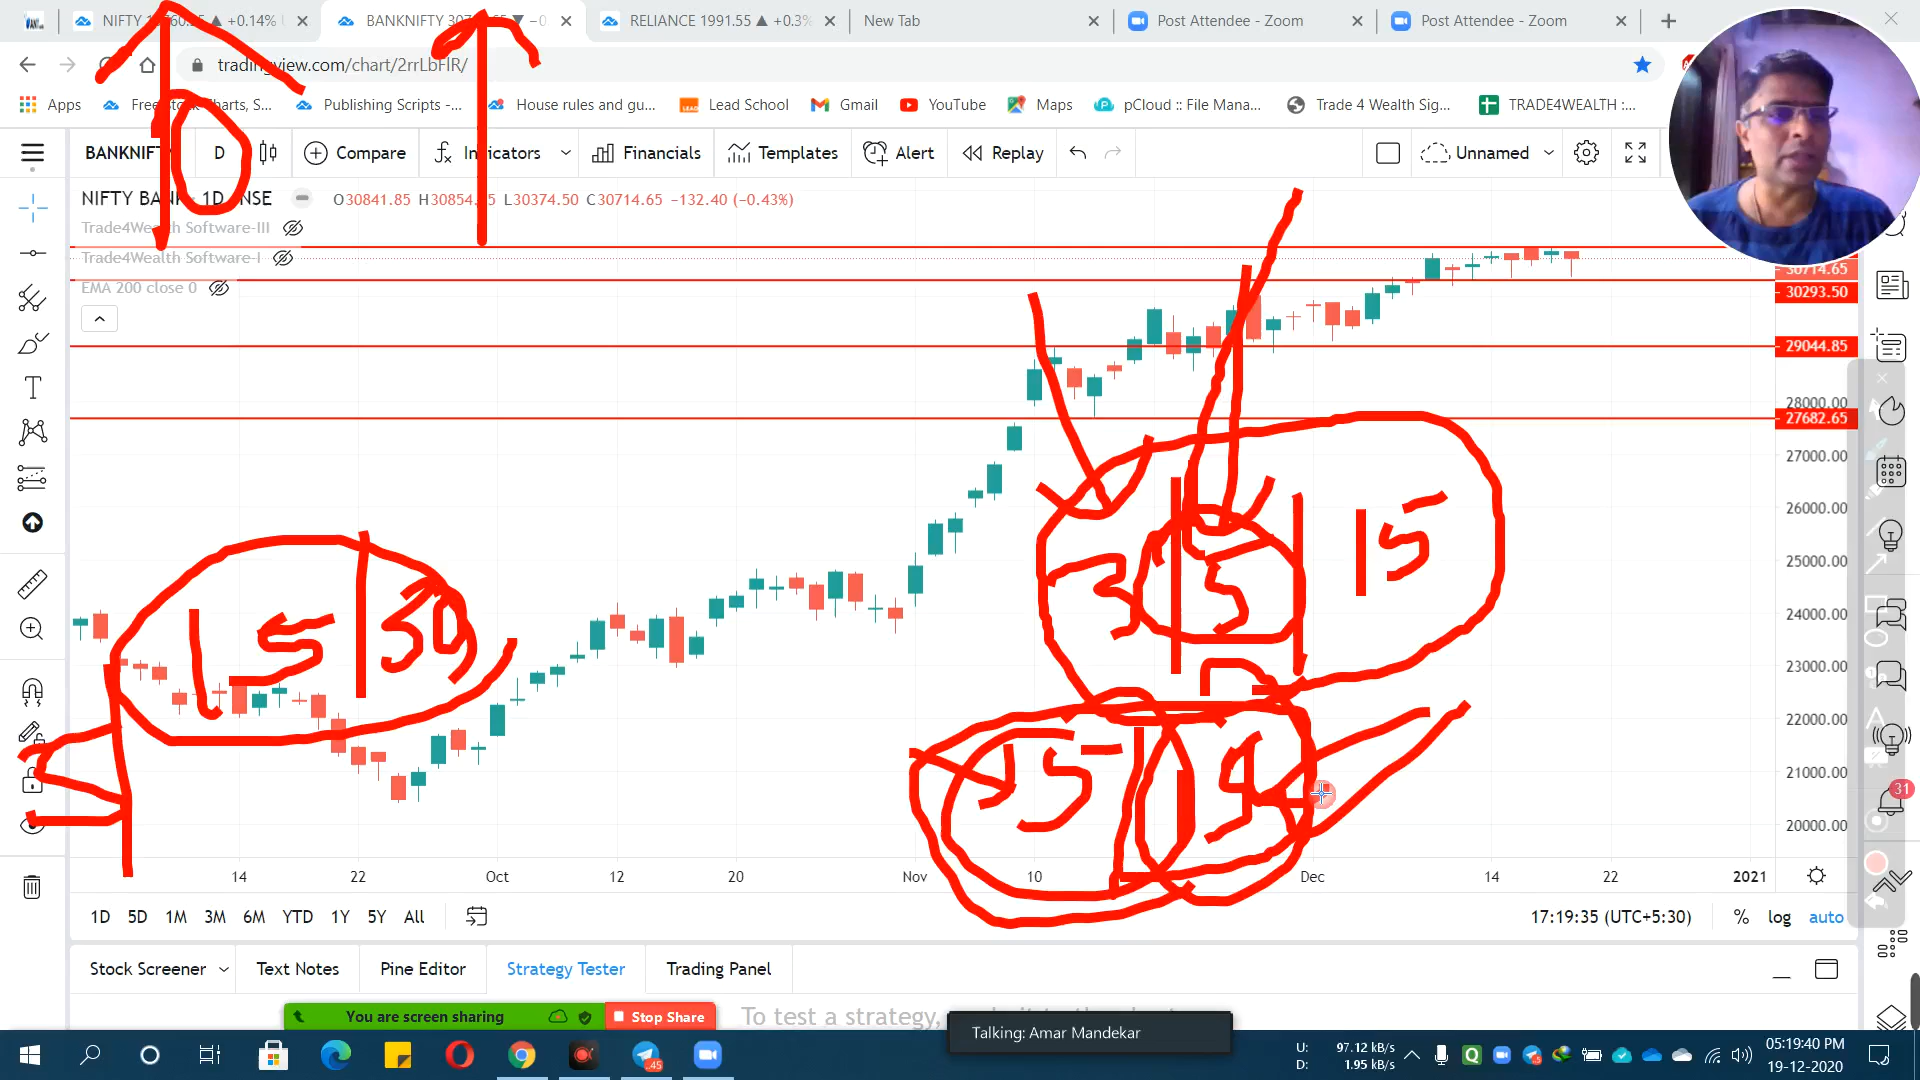 +0.14%
BANKNIFTY
RELIANCE 1991.55 ▲ +0.3%
New Tab
Post Attendee - Zoom
Post Attendee - Zoom
tradingview.com/chart/2rrLbFIR/
Apps
Publishing Scripts -...
House rules and gu...
Lead School
Gmail
YouTube
Maps
pCloud :: File Mana...
Trade 4 Wealth Sig...
TRADE4WEALTH :...
D
Compare
Indicators
Financials
Templates
Alert
Replay
Unnamed
NIFTY BANK 1D NSE
O30841.85 L30374.50 C30714.65 -132.40 (-0.43%)
Trade4Wealth Software-III
Trade4Wealth Software-I
EMA 200 close 0
30714.65
30293.50
29044.85
28000.00
27682.65
27000.00
26000.00
25000.00
24000.00
23000.00
22000.00
21000.00
20000.00
3 5 15
15 30
15
14 22 Oct 12 20 Nov 10 Dec 14 22 2021
1D 5D 1M 3M 6M YTD 1Y 5Y All
17:19:35 (UTC+5:30)
% log auto
31
Stock Screener
Text Notes
Pine Editor
Strategy Tester
Trading Panel
You are screen sharing
Stop Share
To test a strategy,
Talking: Amar Mandekar
.45
U: 97.12 kB/s
D: 1.95 kB/s
05:19:40 PM
19-12-2020